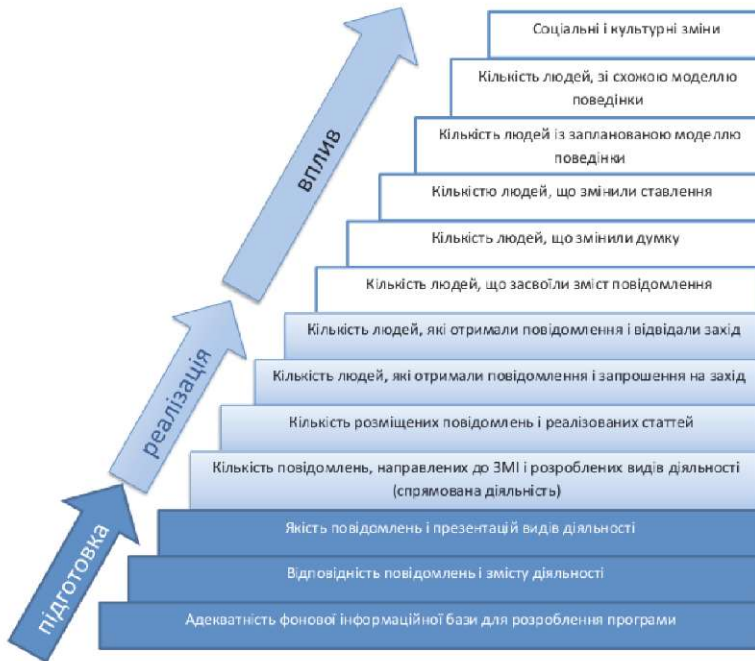 Соціальні і культурні зміни
Кількість людей, зі схожою моделлю
поведінки
Кількість людей із запланованою моделлю
поведінки
Кількістю людей, що змінили ставлення
Кількість людей, що змінили думку
Кількість людей, що засвоїли зміст повідомлення
Кількість людей, які отримали повідомлення і відвідали захід
Кількість людей, які отримали повідомлення і запрошення на захід
Кількість розміщених повідомлень і реалізованих статтей
Кількість повідомлень, направлених до ЗМІ і розроблених видів діяльності
(спрямована діяльність)
Якість повідомлень і презентацій видів діяльності
Відповідність повідомлень і змісту діяльності
Адекватність фонової інформаційної бази для розроблення програми
вплив
реалізація
підготовка